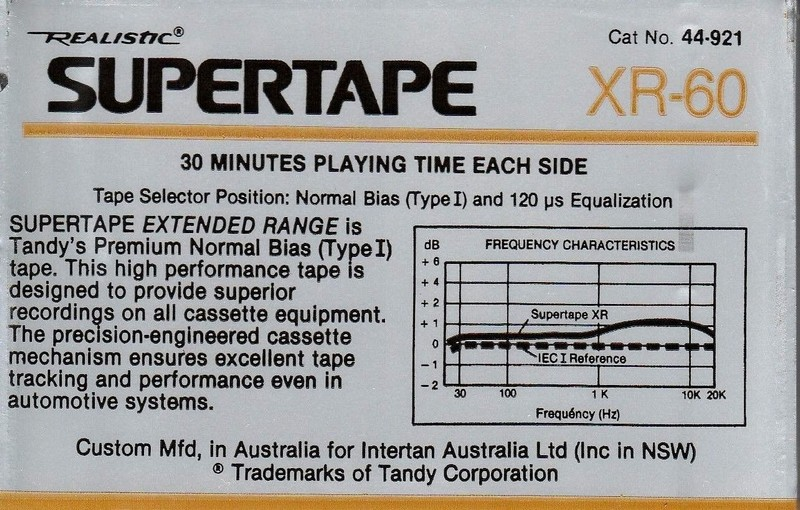 REALISTIC®
Cat No. 44-921
SUPERTAPE
XR-60
30 MINUTES PLAYING TIME EACH SIDE
Tape Selector Position: Normal Bias (Type I) and 120 µs Equalization
SUPERTAPE EXTENDED RANGE is
Tandy's Premium Normal Bias (Type I)
tape. This high performance tape is
designed to provide superior
recordings on all cassette equipment.
The precision-engineered cassette
mechanism ensures excellent tape
tracking and performance even in
automotive systems.
dB
FREQUENCY CHARACTERISTICS
+ 6
+ 4
+ 2
+ 1
0
- 1
- 2
Supertape XR
IEC I Reference
30 100 1 K 10K 20K
Frequéncy (Hz)
Custom Mfd, in Australia for Intertan Australia Ltd (Inc in NSW)
® Trademarks of Tandy Corporation